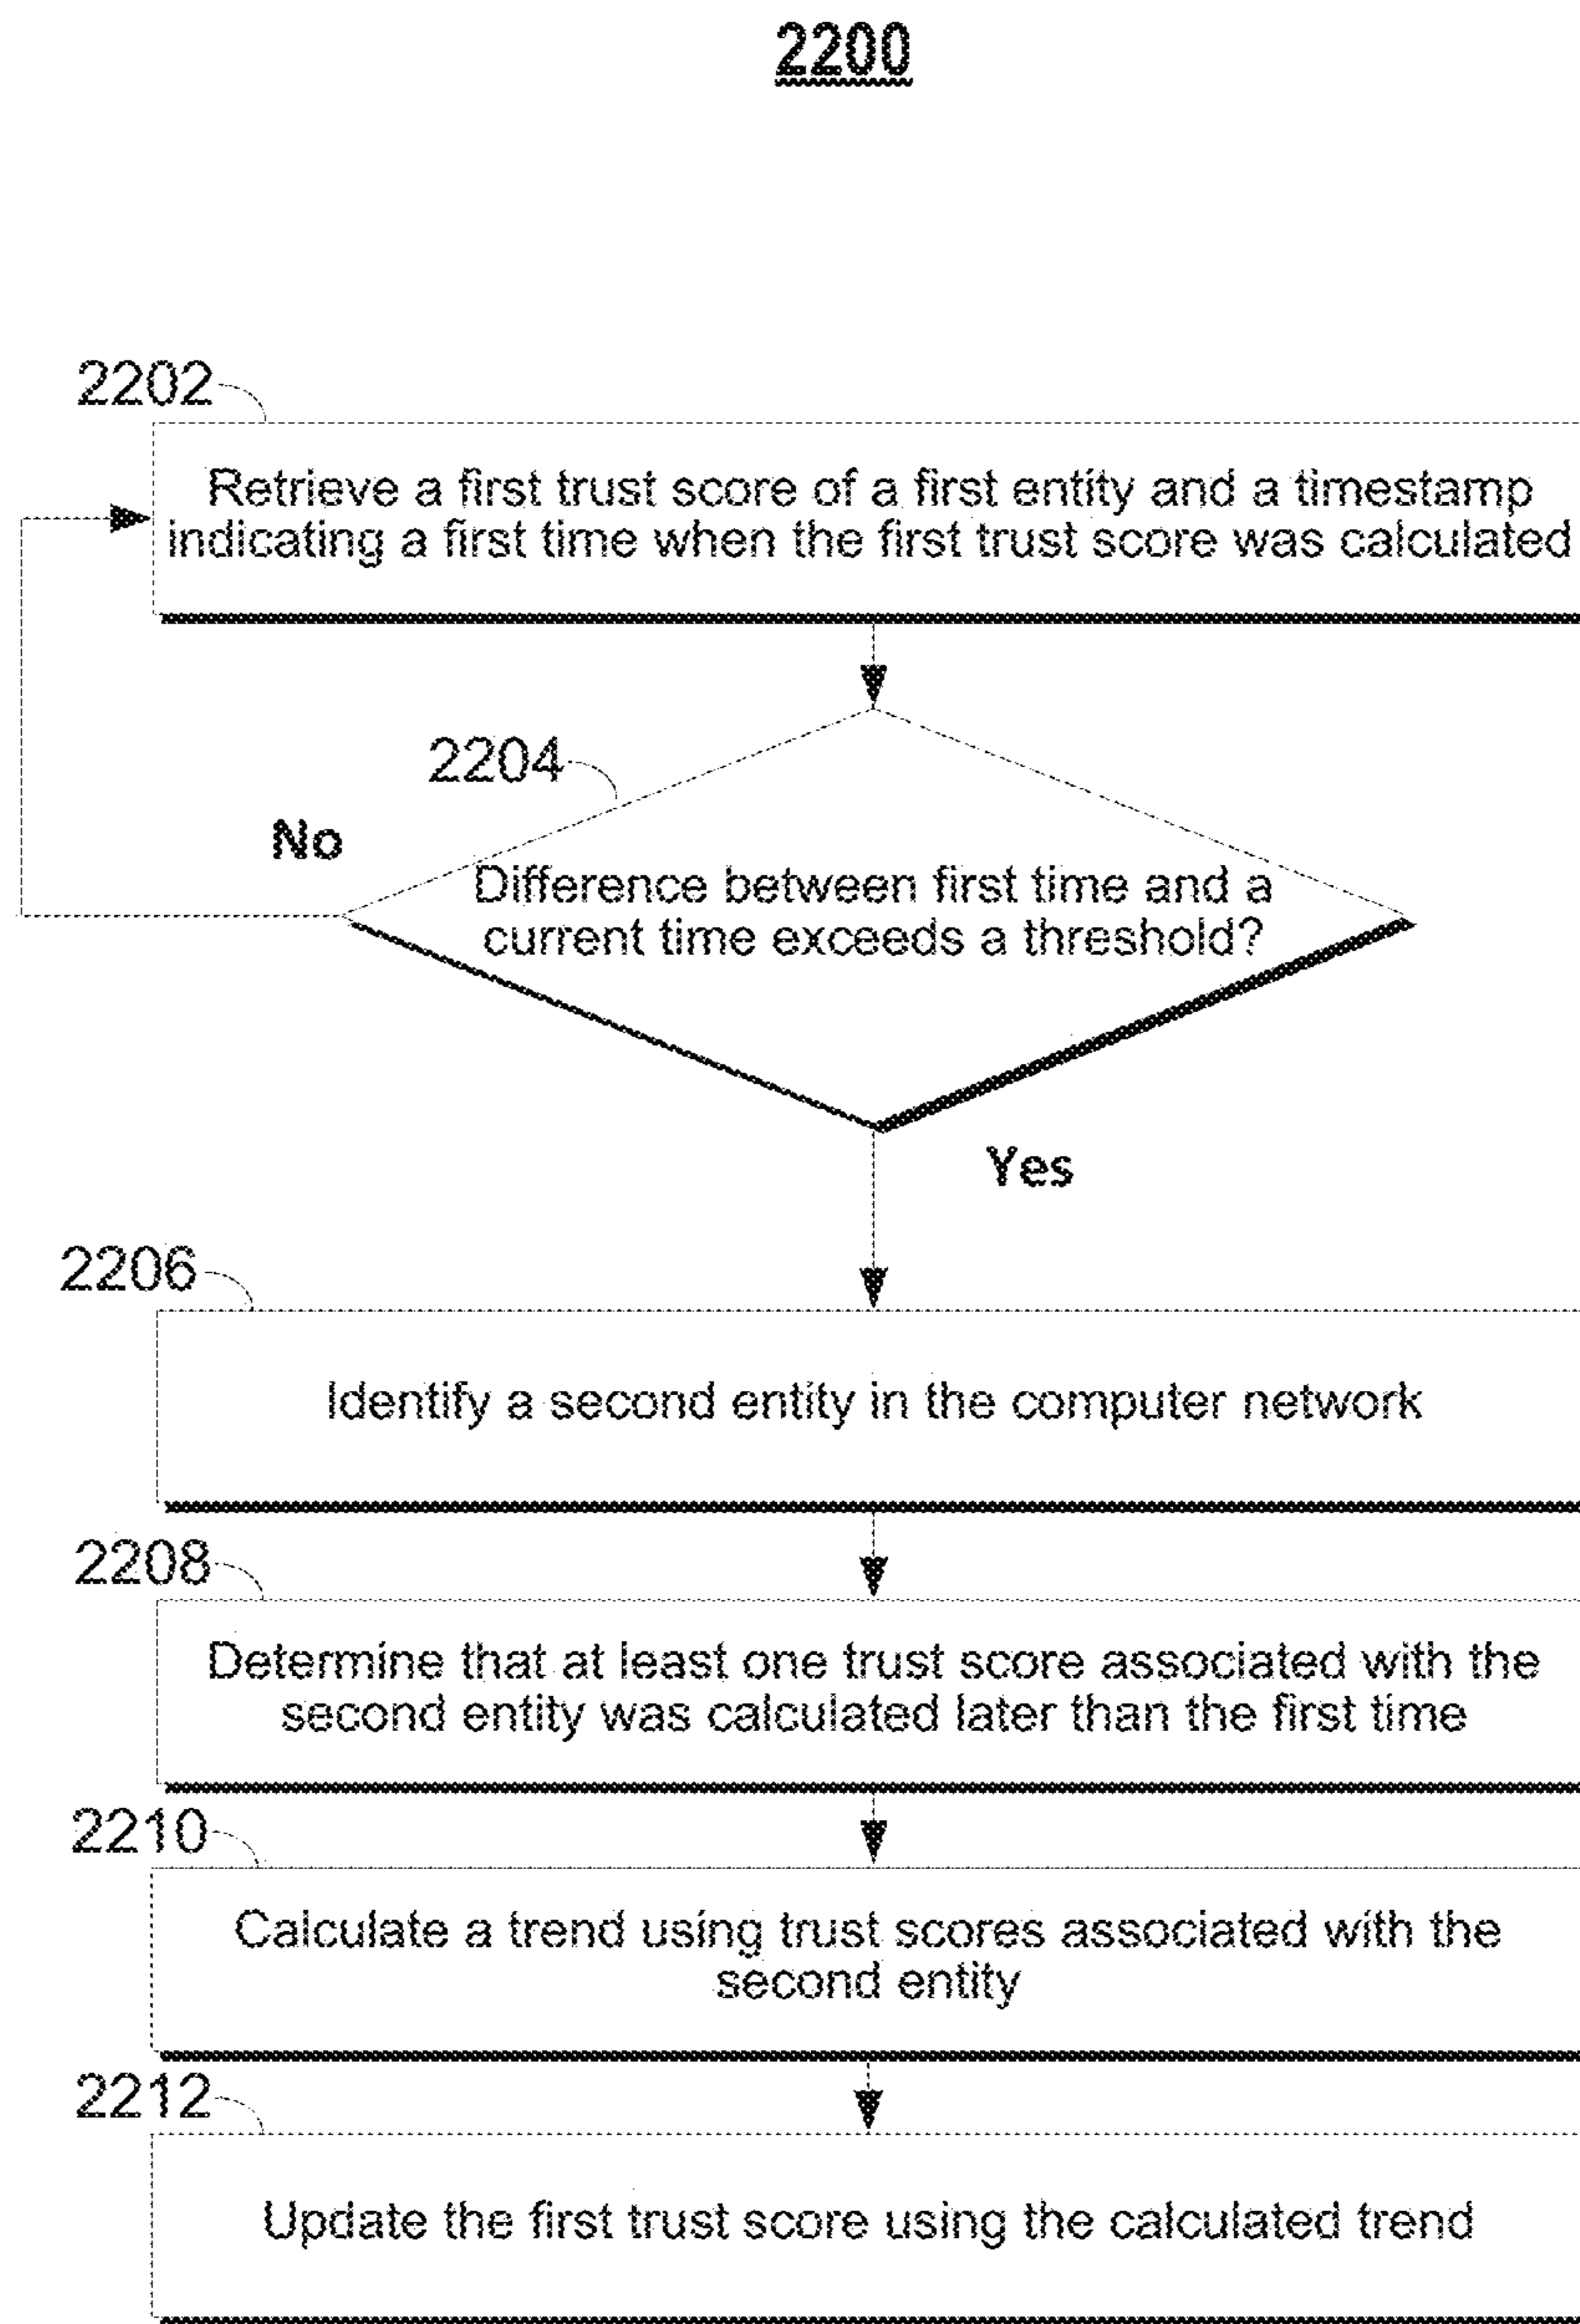 2200
2202
Retrieve a first trust score of a first entity and a timestamp
indicating a first time when the first trust score was calculated
2204
No
Difference between first time and a
current time exceeds a threshold?
Yes
2206
Identify a second entity in the computer network
2208
Determine that at least one trust score associated with the
second entity was calculated later than the first time
2210
Calculate a trend using trust scores associated with the
second entity
2212
Update the first trust score using the calculated trend